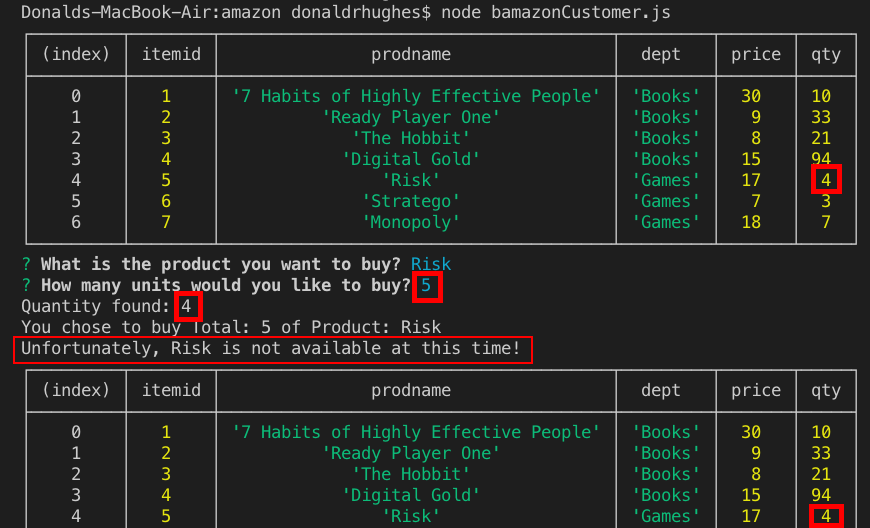 Donalds-MacBook-Air:amazon donaldrhughes$ node bamazonCustomer.js
(index) itemid prodname dept price qty
0 1 '7 Habits of Highly Effective People' 'Books' 30 10
1 2 'Ready Player One' 'Books' 9 33
2 3 'The Hobbit' 'Books' 8 21
3 4 'Digital Gold' 'Books' 15 94
4 5 'Risk' 'Games' 17 4
5 6 'Stratego' 'Games' 7 3
6 7 'Monopoly' 'Games' 18 7
? What is the product you want to buy? Risk
? How many units would you like to buy? 5
Quantity found: 4
You chose to buy Total: 5 of Product: Risk
Unfortunately, Risk is not available at this time!
(index) itemid prodname dept price qty
0 1 '7 Habits of Highly Effective People' 'Books' 30 10
1 2 'Ready Player One' 'Books' 9 33
2 3 'The Hobbit' 'Books' 8 21
3 4 'Digital Gold' 'Books' 15 94
4 5 'Risk' 'Games' 17 4